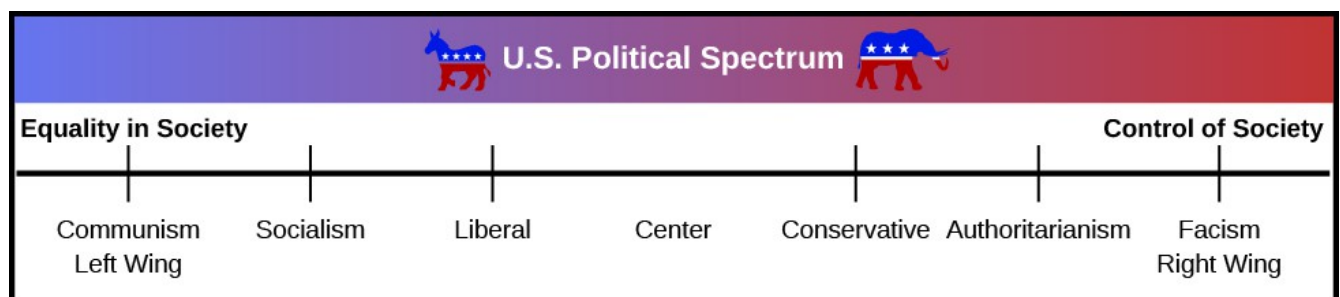 U.S. Political Spectrum
Equality in Society Control of Society
Communism Socialism Liberal Center Conservative Authoritarianism Facism
Left Wing Right Wing